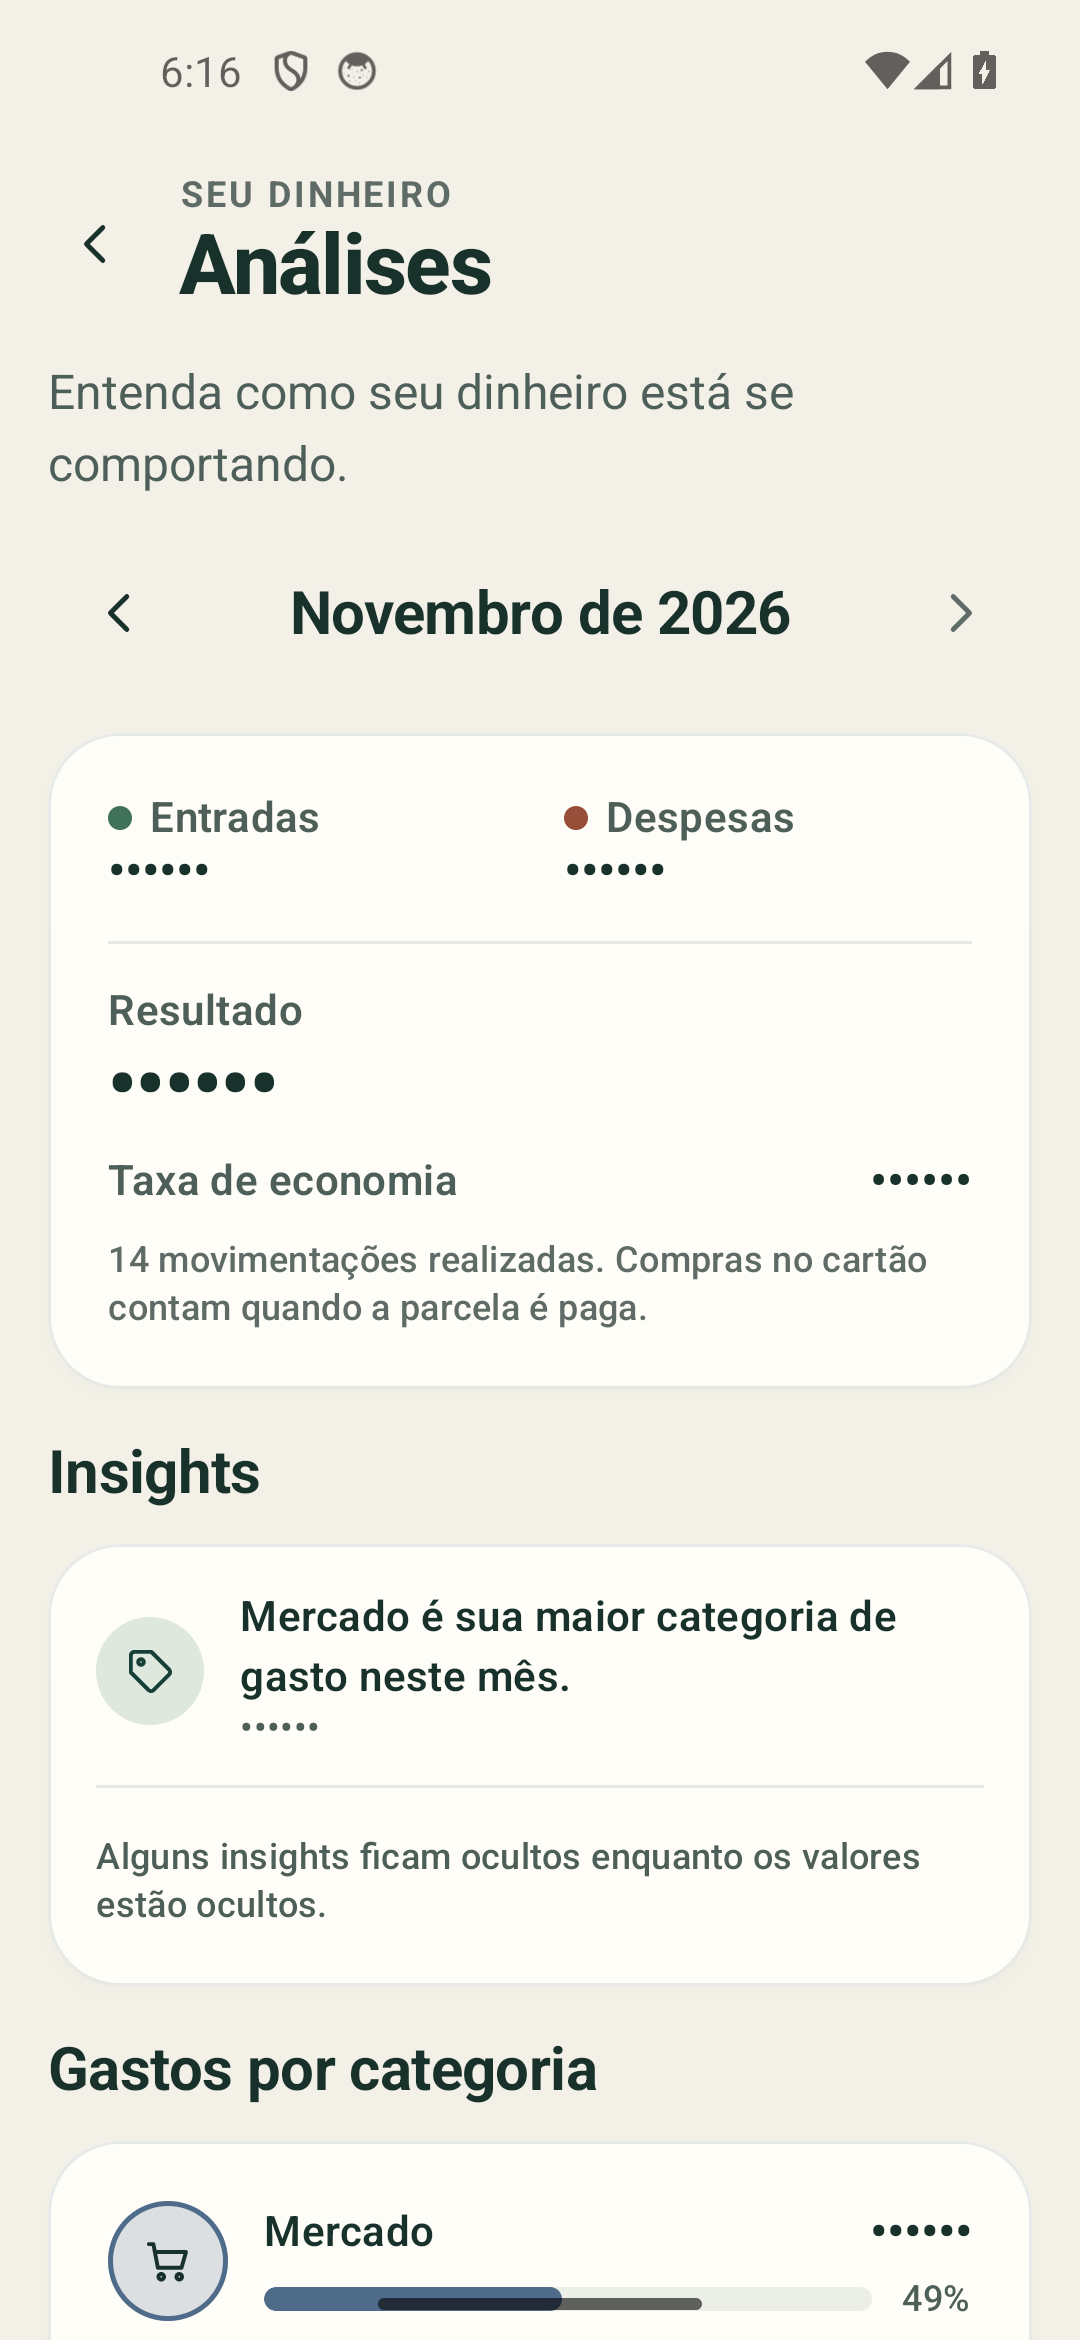 6:16
SEU DINHEIRO
Análises
Entenda como seu dinheiro está se
comportando.
Novembro de 2026
Entradas
••••••
Despesas
••••••
Resultado
••••••
Taxa de economia
••••••
14 movimentações realizadas. Compras no cartão
contam quando a parcela é paga.
Insights
Mercado é sua maior categoria de
gasto neste mês.
••••••
Alguns insights ficam ocultos enquanto os valores
estão ocultos.
Gastos por categoria
Mercado
••••••
49%